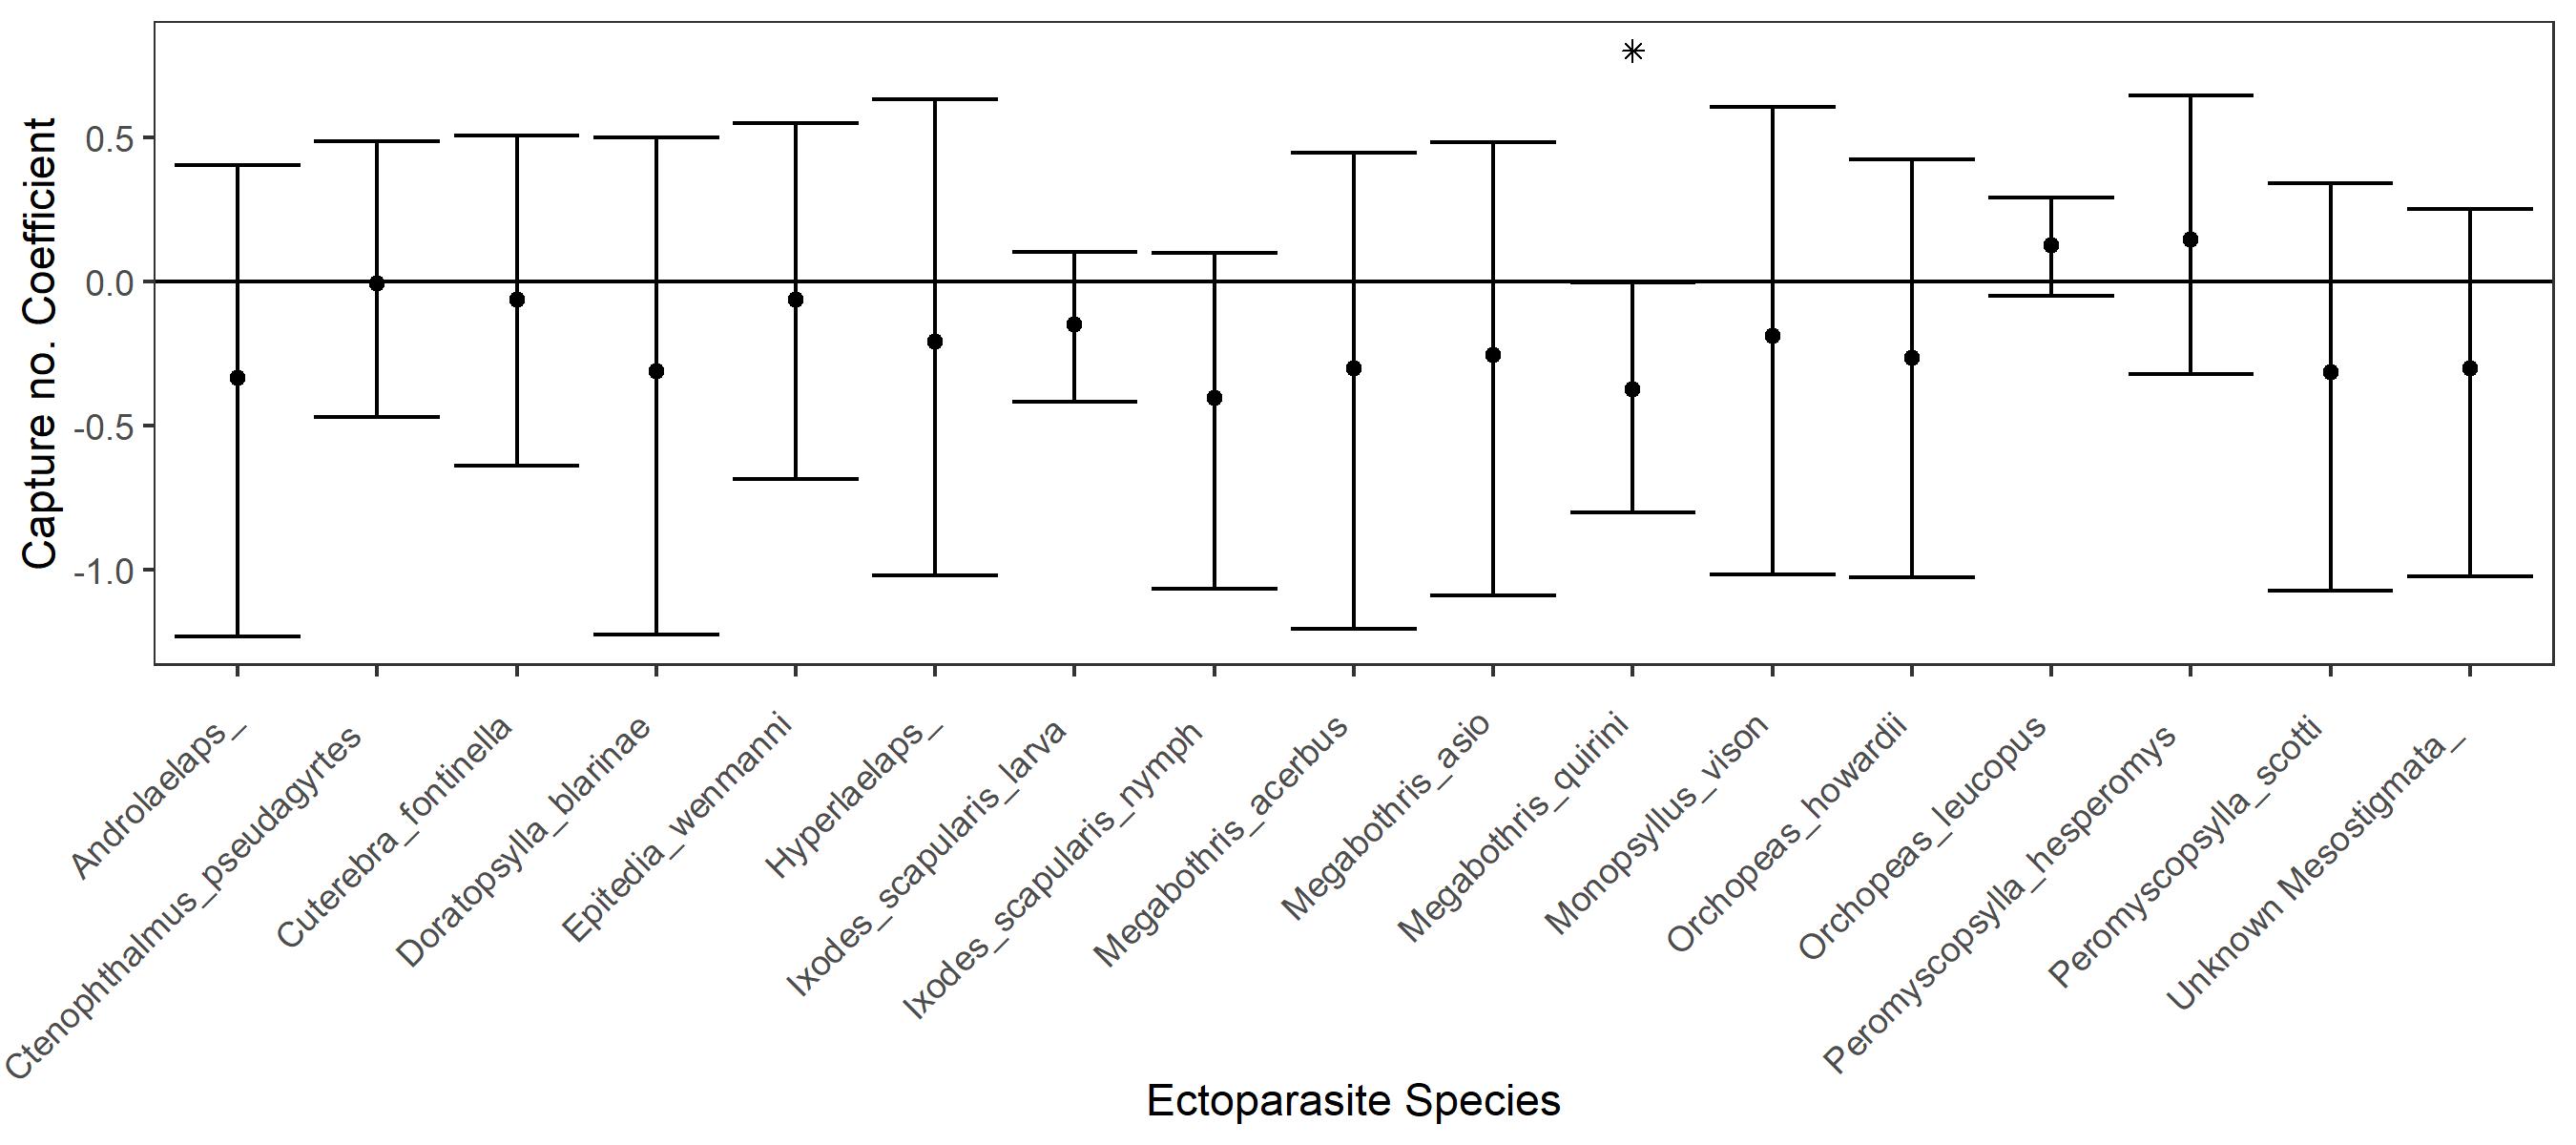 *
Capture no. Coefficient
0.5
0.0
-0.5
-1.0
Androlaelaps_
Ctenophthalmus_pseudagyrtes
Cuterebra_fontinella
Doratopsylla_blarinae
Epitedia_wenmanni
Hyperlaelaps_
Ixodes_scapularis_larva
Ixodes_scapularis_nymph
Megabothris_acerbus
Megabothris_asio
Megabothris_quirini
Monopsyllus_vison
Orchopeas_howardii
Orchopeas_leucopus
Peromyscopsylla_hesperomys
Peromyscopsylla_scotti
Unknown Mesostigmata_
Ectoparasite Species